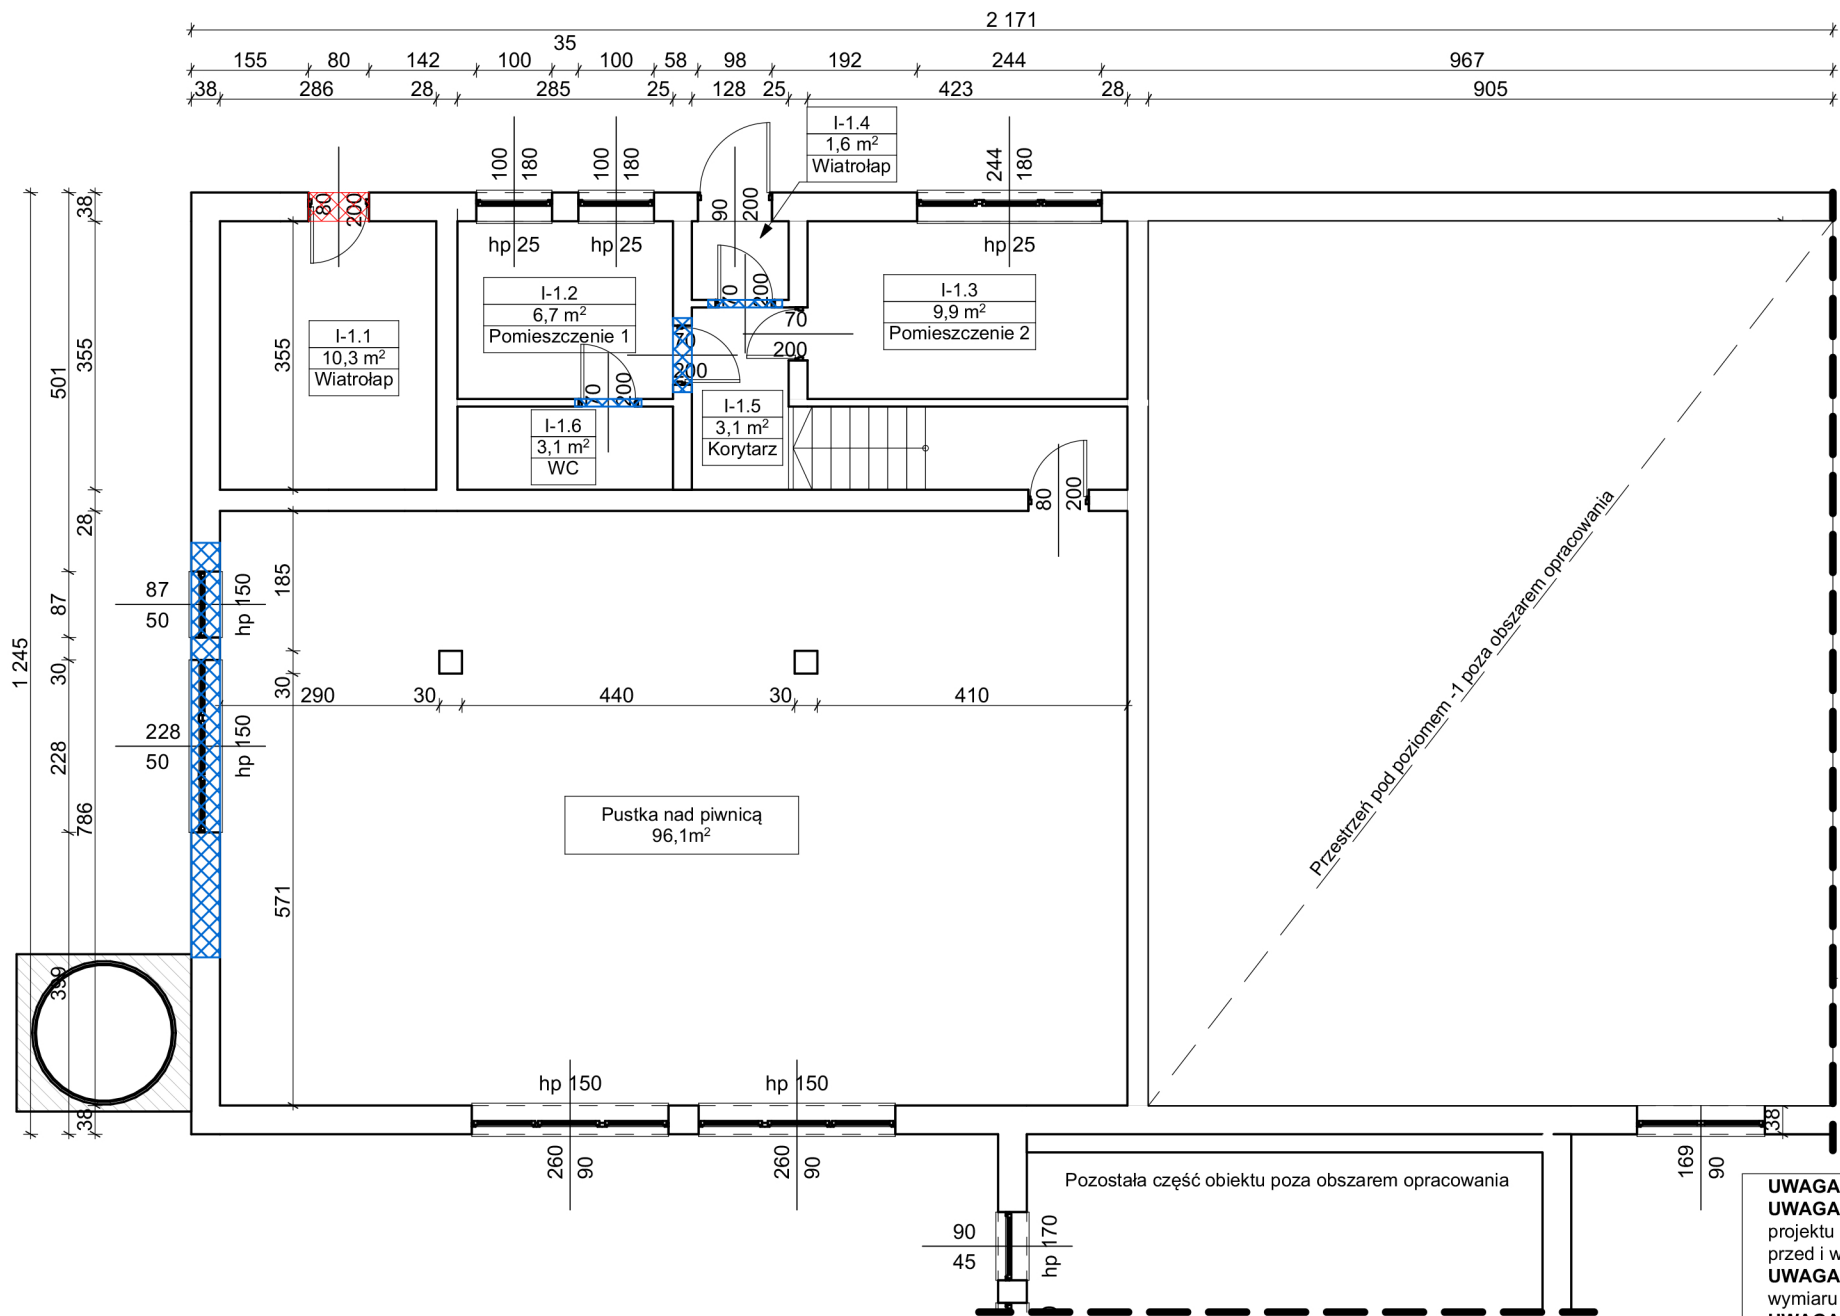 2 171
35
155 80 142 100 100 58 98 192 244 967
38 286 28 285 25 128 25 423 28 905
I-1.4
1,6 m²
Wiatrołap
100
180
100
180
244
180
90
200
80
200
hp 25
hp 25
hp 25
I-1.1
10,3 m²
Wiatrołap
I-1.2
6,7 m²
Pomieszczenie 1
I-1.3
9,9 m²
Pomieszczenie 2
70
200
70
200
70
200
70
200
I-1.5
3,1 m²
Korytarz
I-1.6
3,1 m²
WC
80
200
1 245
501
87
30
228
399
38
355
28
786
38
355
185
30
571
87
50
hp 150
228
50
hp 150
290 30 440 30 410
Pustka nad piwnicą
96,1m²
Przestrzeń pod poziomem -1 poza obszarem opracowania
hp 150
hp 150
260
90
260
90
169
90
38
Pozostała część obiektu poza obszarem opracowania
90
45
hp 170
UWAGA
UWAGA
projektu
przed i w
UWAGA
wymiaru
UWAGA